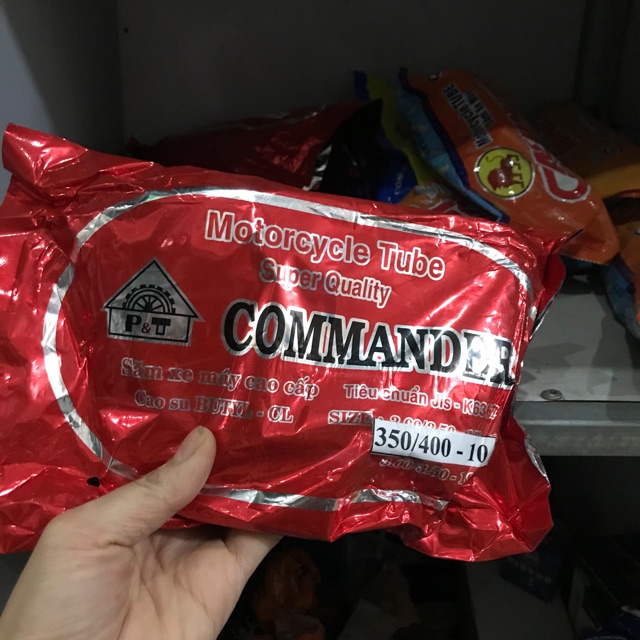 Motorcycle Tube
Super Quality
P&T
COMMANDER
Săm xe máy cao cấp
Tiêu chuẩn JIS -
Cao su BUTYL - CL
350/400 - 10